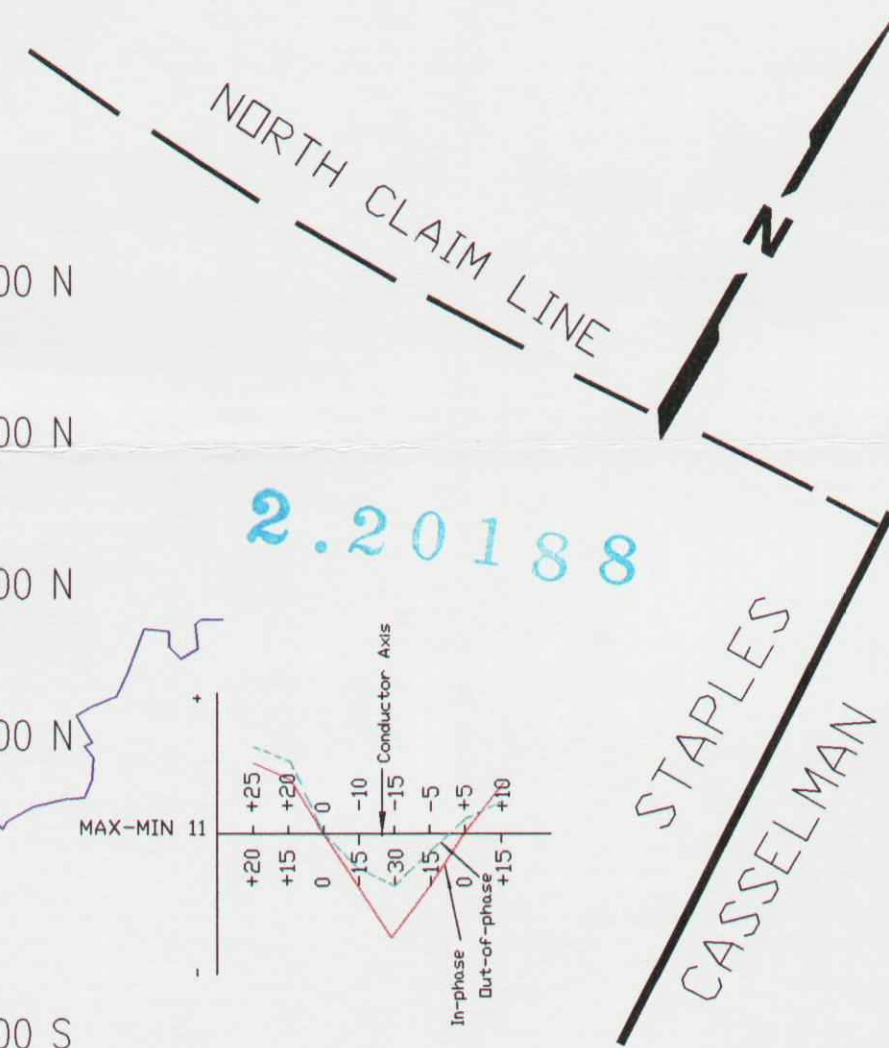 NORTH CLAIM LINE
N
00 N
00 N
2.20188
00 N
00 N
STAPLES
CASSELMAN
Conductor Axis
+
+25 +20 0 -10 -15 -5 +5 +10
MAX-MIN 11
+20 +15 0 -15 -30 -15 0 +15
In-phase
Out-of-phase
-
00 S